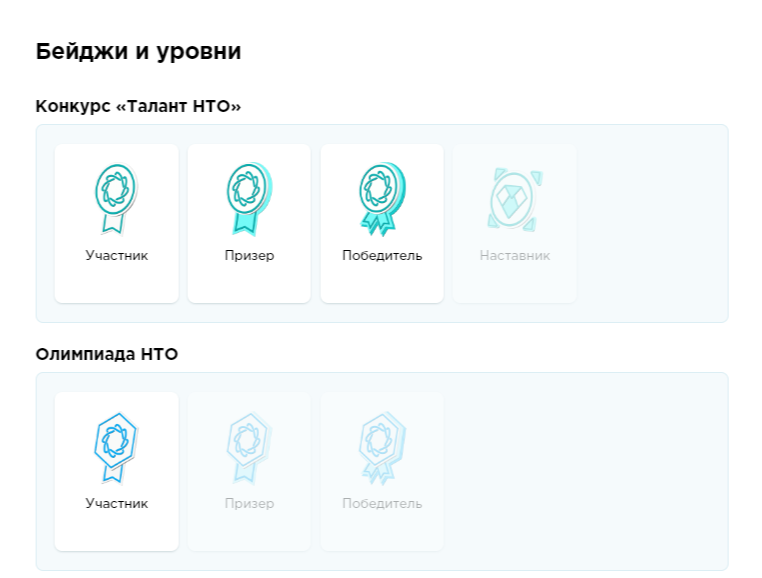 Бейджи и уровни
Конкурс «Талант НТО»
Участник
Призер
Победитель
Наставник
Олимпиада НТО
Участник
Призер
Победитель